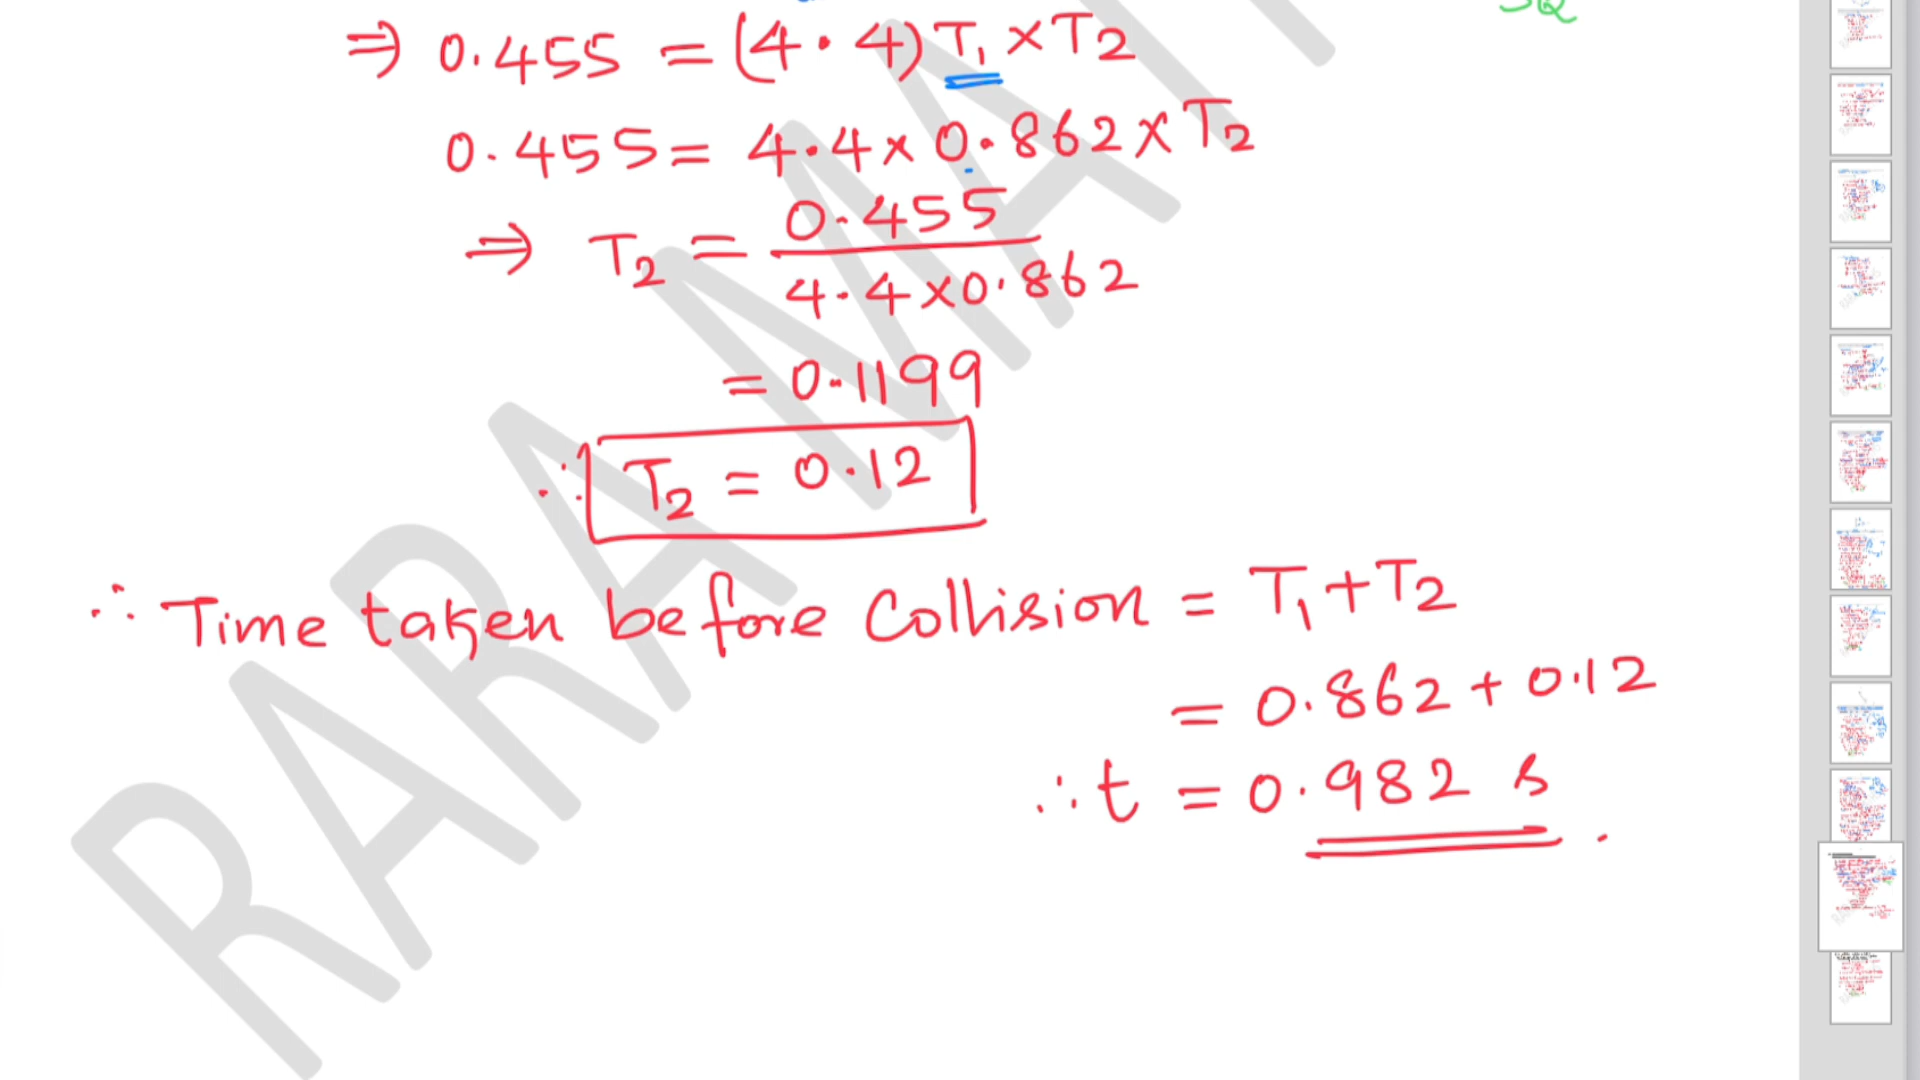 ⇒ 0.455 = (4.4) T₁ × T₂
0.455 = 4.4 × 0.862 × T₂
⇒ T₂ = 0.455 / 4.4 × 0.862
= 0.1199
∴ T₂ = 0.12
∴ Time taken before Collision = T₁ + T₂
= 0.862 + 0.12
∴ t = 0.982 s.